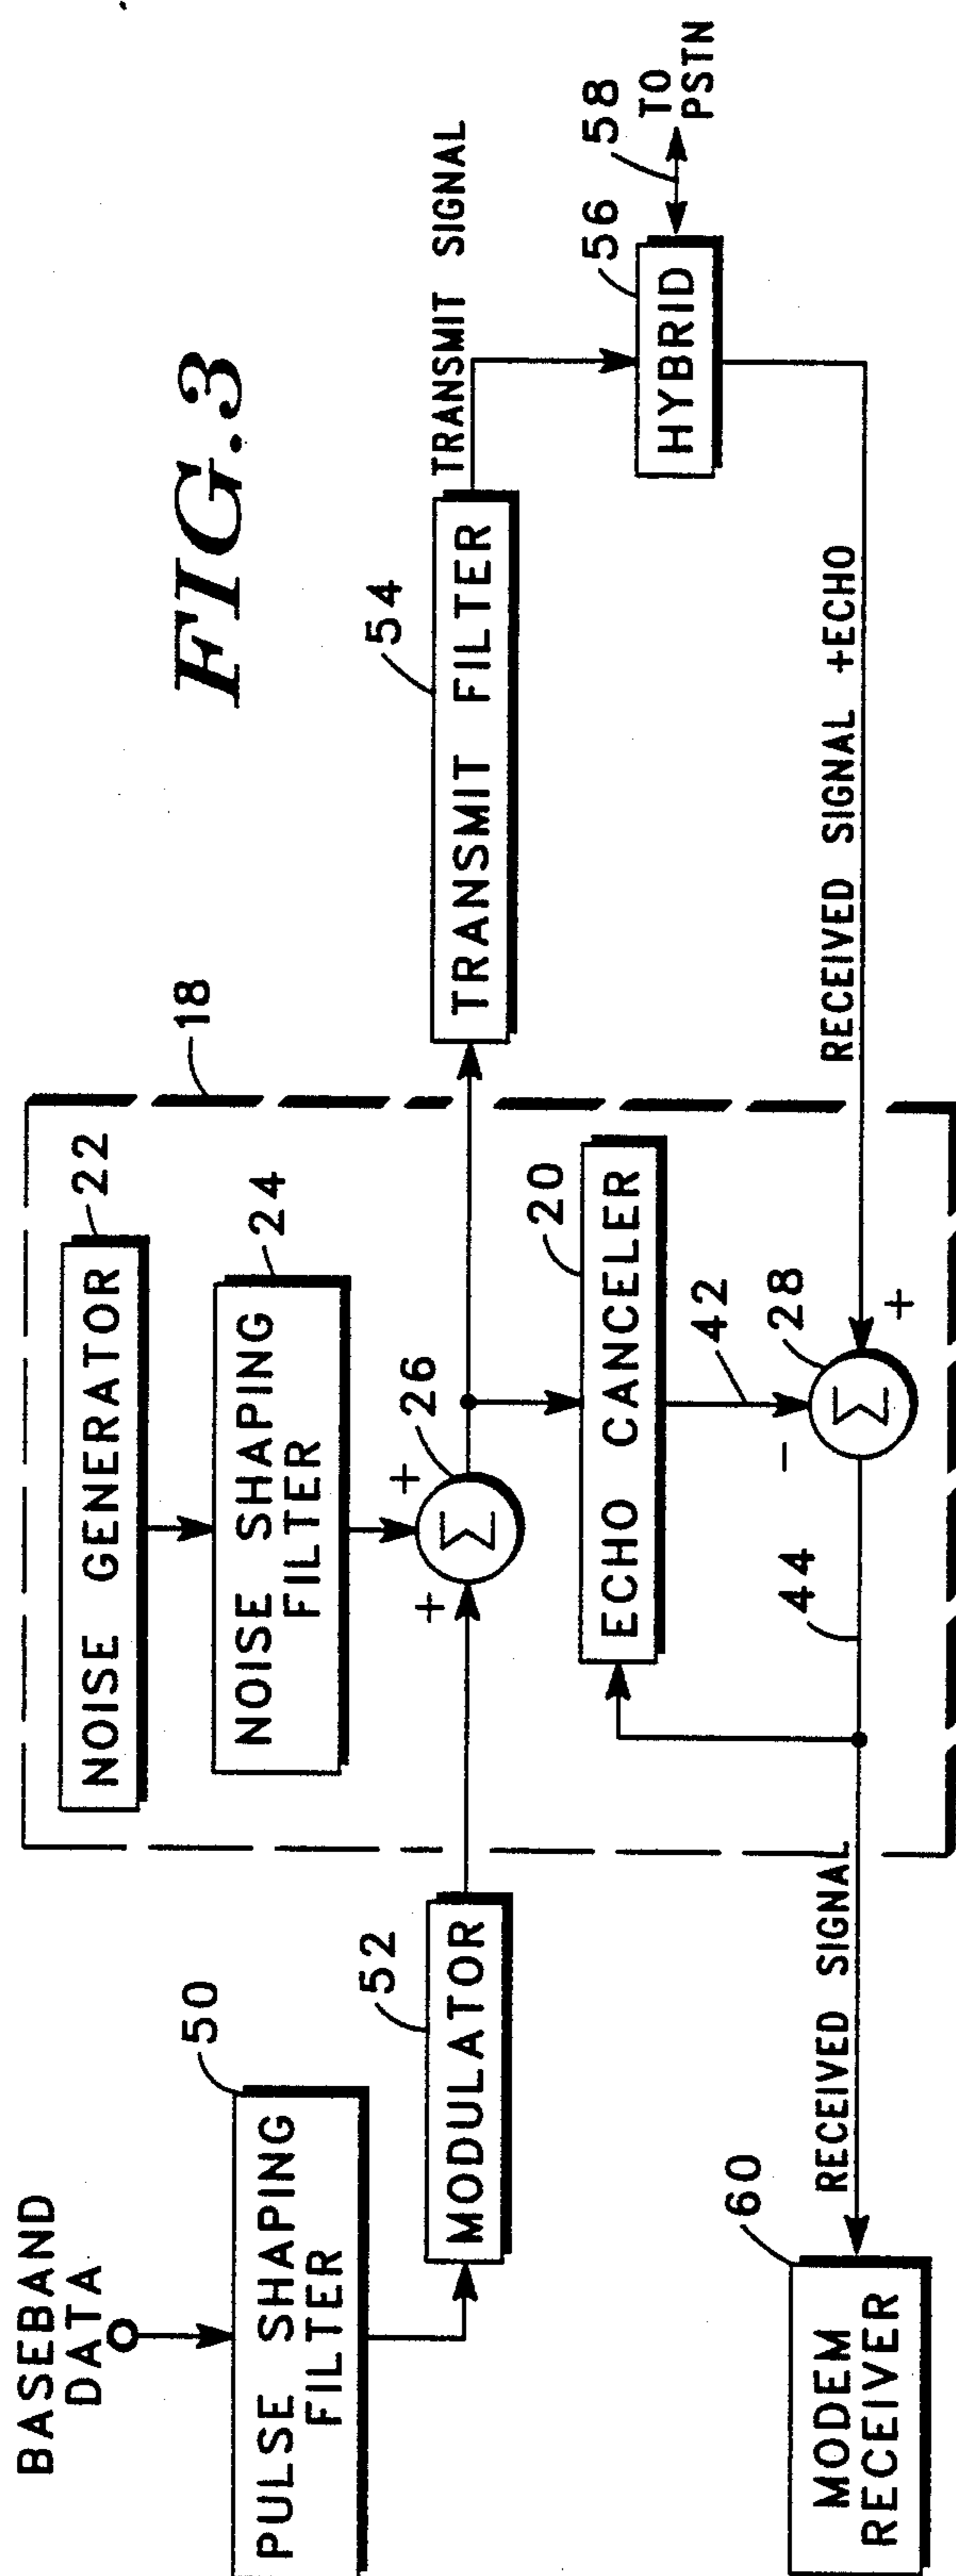 FIG.3
BASEBAND
DATA
50
PULSE SHAPING
FILTER
52
MODULATOR
18
NOISE GENERATOR
22
NOISE SHAPING
FILTER
24
+
+
Σ
26
54
TRANSMIT FILTER
TRANSMIT SIGNAL
56
HYBRID
58
TO
PSTN
20
ECHO CANCELER
42
-
Σ
28
+
44
RECEIVED SIGNAL +ECHO
RECEIVED SIGNAL
60
MODEM
RECEIVER